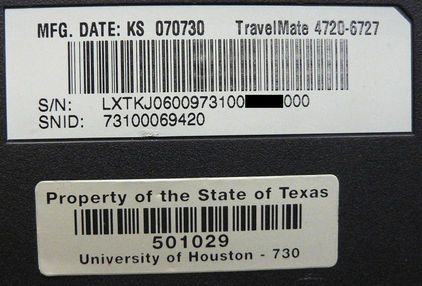 MFG. DATE: KS 070730 TravelMate 4720-6727
S/N: LXTKJ0600973100 000
SNID: 73100069420
Property of the State of Texas
501029
University of Houston - 730